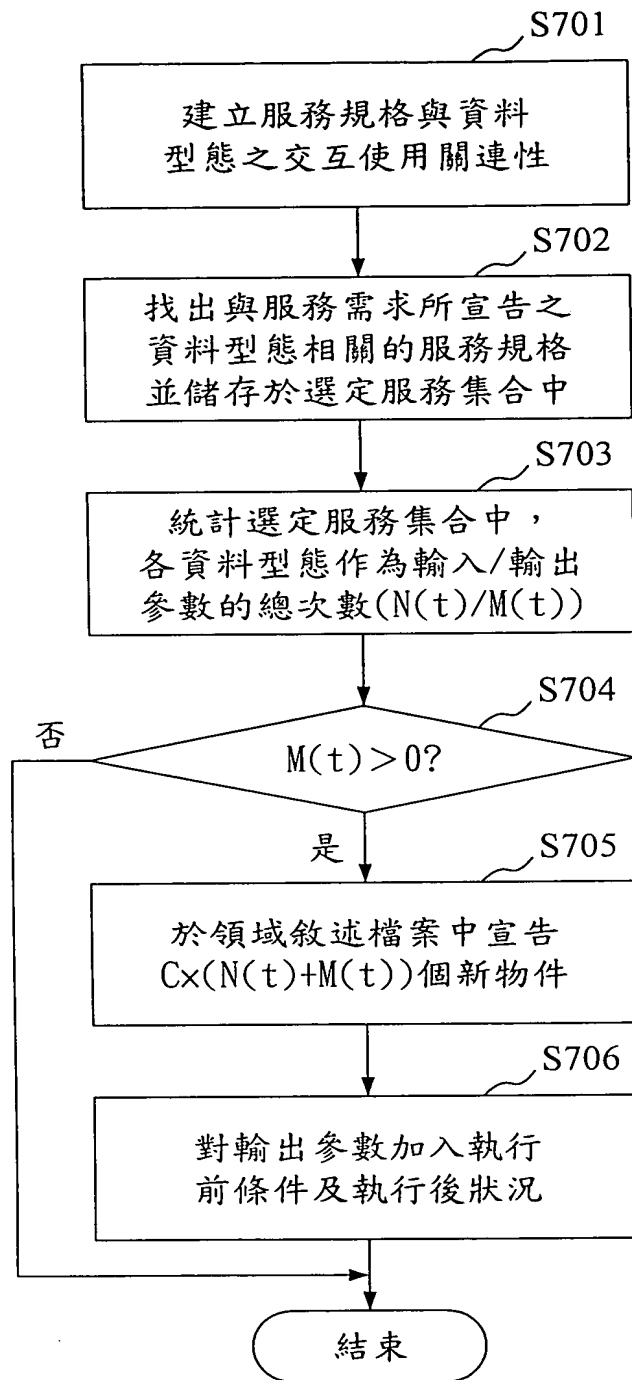 S701
建立服務規格與資料
型態之交互使用關連性
S702
找出與服務需求所宣告之
資料型態相關的服務規格
並儲存於選定服務集合中
S703
統計選定服務集合中，
各資料型態作為輸入/輸出
參數的總次數(N(t)/M(t))
S704
否
M(t)＞0?
是
S705
於領域敘述檔案中宣告
C×(N(t)+M(t))個新物件
S706
對輸出參數加入執行
前條件及執行後狀況
結束